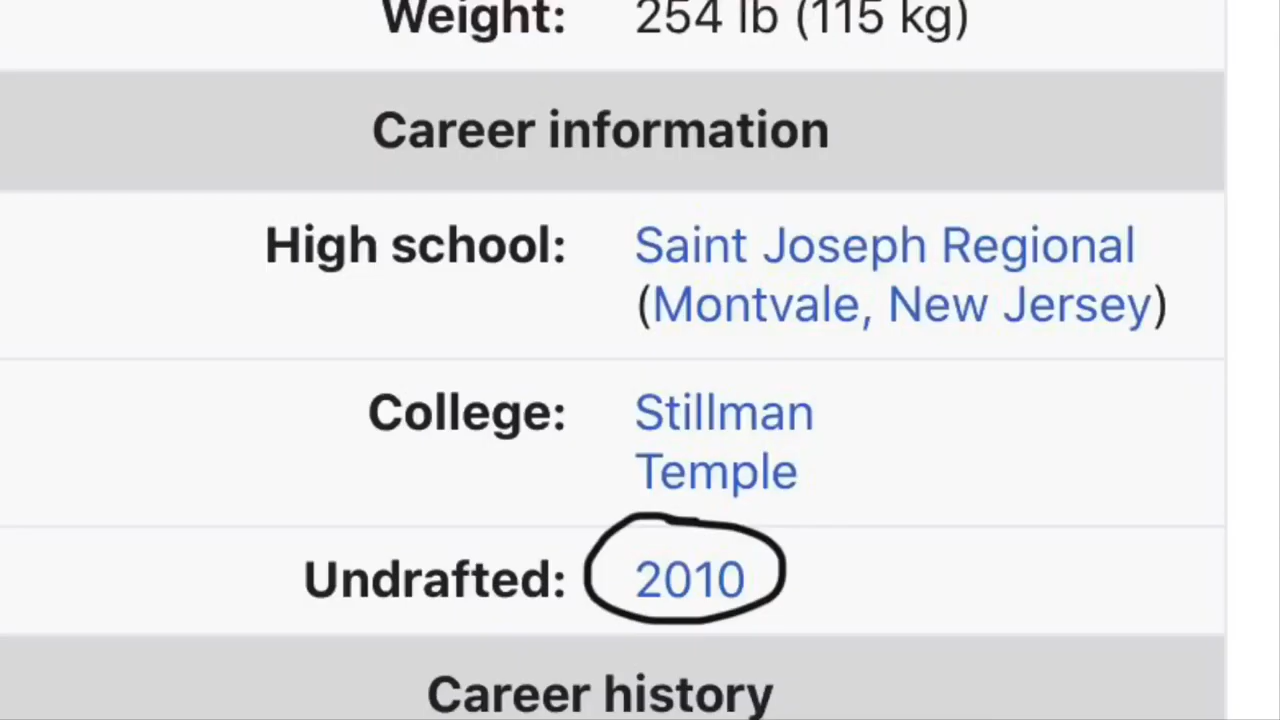 Weight: 254 lb (115 kg)
Career information
High school: Saint Joseph Regional
(Montvale, New Jersey)
College: Stillman
Temple
Undrafted: 2010
Career history